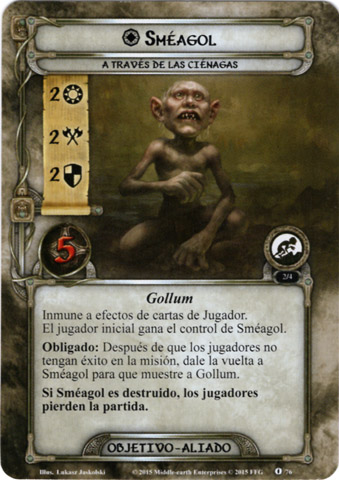 Sméagol
A través de las Ciénagas
2
2
2
5
2/4
Gollum
Inmune a efectos de cartas de Jugador.
El jugador inicial gana el control de Sméagol.
Obligado: Después de que los jugadores no
tengan éxito en la misión, dale la vuelta a
Sméagol para que muestre a Gollum.
Si Sméagol es destruido, los jugadores
pierden la partida.
Objetivo-Aliado
Illus. Lukasz Jaskolski ©2015 Middle-earth Enterprises © 2015 FFG 76